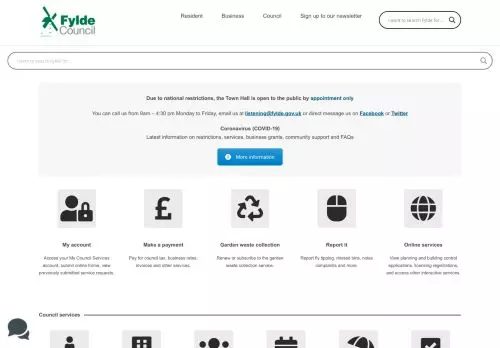 Fylde
Council
Resident
Business
Council
Sign up to our newsletter
I want to search fylde for...
I want to search fylde for...
Due to national restrictions, the Town Hall is open to the public by appointment only
You can call us from 8am – 4:30 pm Monday to Friday, email us at listening@fylde.gov.uk or direct message us on Facebook or Twitter
Coronavirus (COVID-19)
Latest information on restrictions, services, business grants, community support and FAQs
More information
My account
Access your My Council Services
account, submit online forms, view
previously submitted service requests.
Make a payment
Pay for council tax, business rates,
invoices and other services.
Garden waste collection
Renew or subscribe to the garden
waste collection service.
Report it
Report fly tipping, missed bins, noise
complaints and more.
Online services
View planning and building control
applications, licensing registrations,
and access other interactive services
Council services